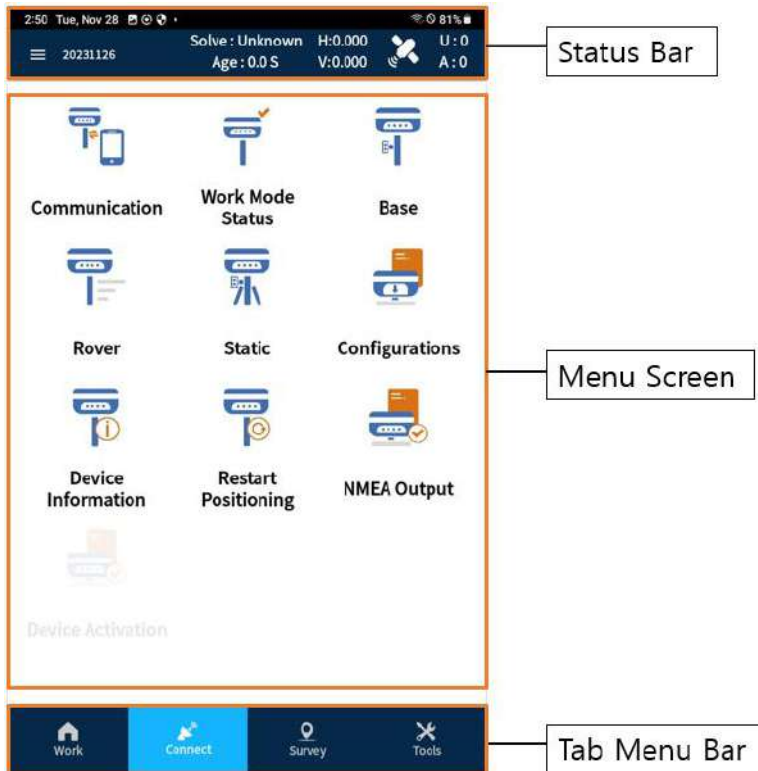 2:50 Tue, Nov 28 81%
20231126
Solve : Unknown H:0.000 U : 0
Age : 0.0 S V:0.000 A : 0
Status Bar
Communication
Work Mode
Status
Base
Rover
Static
Configurations
Menu Screen
Device
Information
Restart
Positioning
NMEA Output
Device Activation
Work
Connect
Survey
Tools
Tab Menu Bar